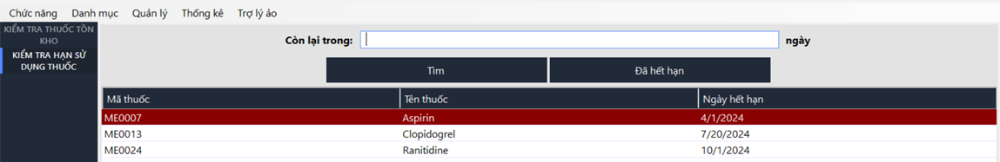 Chức năng Danh mục Quản lý Thống kê Trợ lý ảo
KIỂM TRA THUỐC TỒN
KHO
KIỂM TRA HẠN SỬ
DỤNG THUỐC
Còn lại trong: ngày
Tìm Đã hết hạn
Mã thuốc Tên thuốc Ngày hết hạn
ME0007 Aspirin 4/1/2024
ME0013 Clopidogrel 7/20/2024
ME0024 Ranitidine 10/1/2024